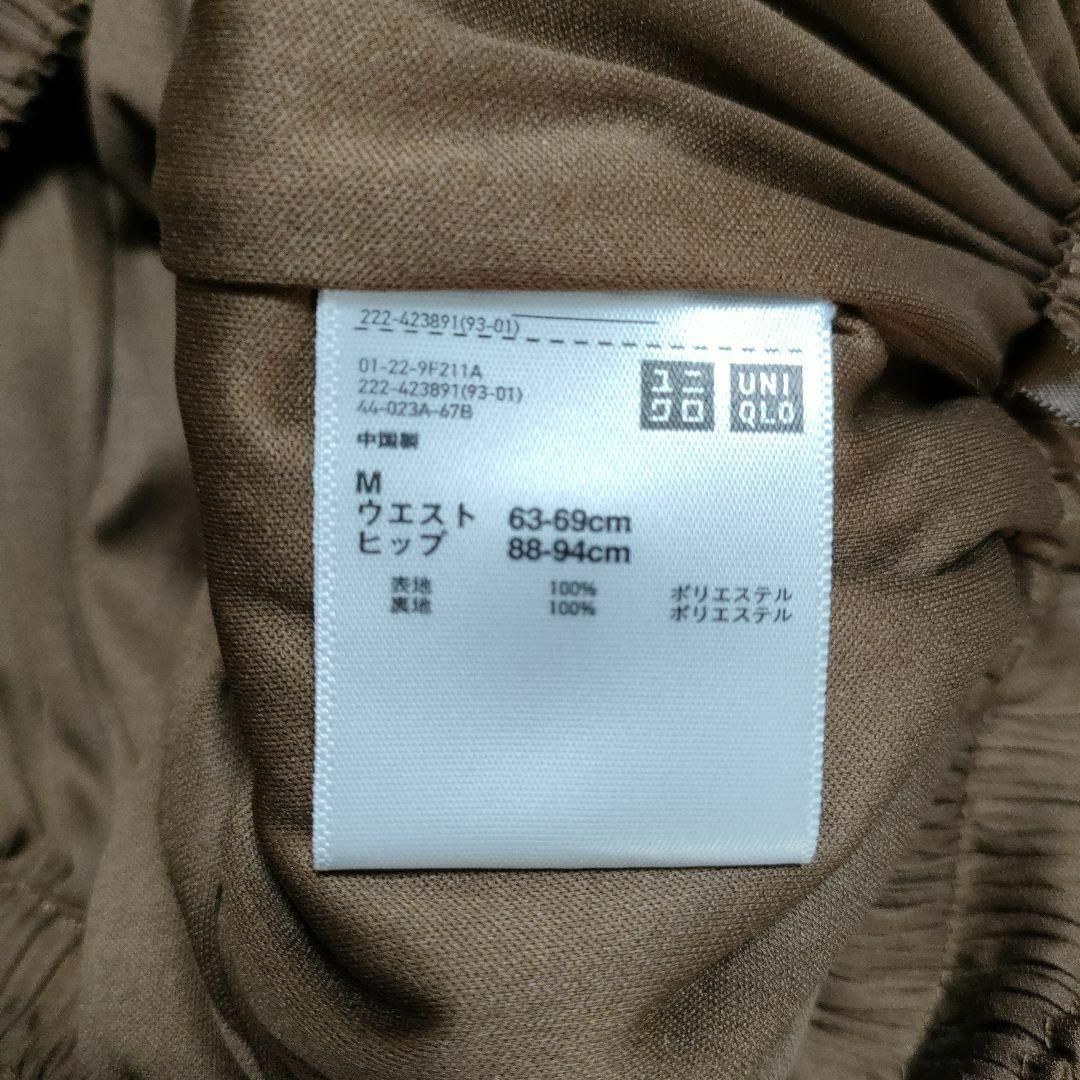 222-423891(93-01)
01-22-9F211A
222-423891(93-01)
44-023A-67B
中国製
ユニ
クロ
UNI
QLO
M
ウエスト 63-69cm
ヒップ 88-94cm
表地 100% ポリエステル
裏地 100% ポリエステル